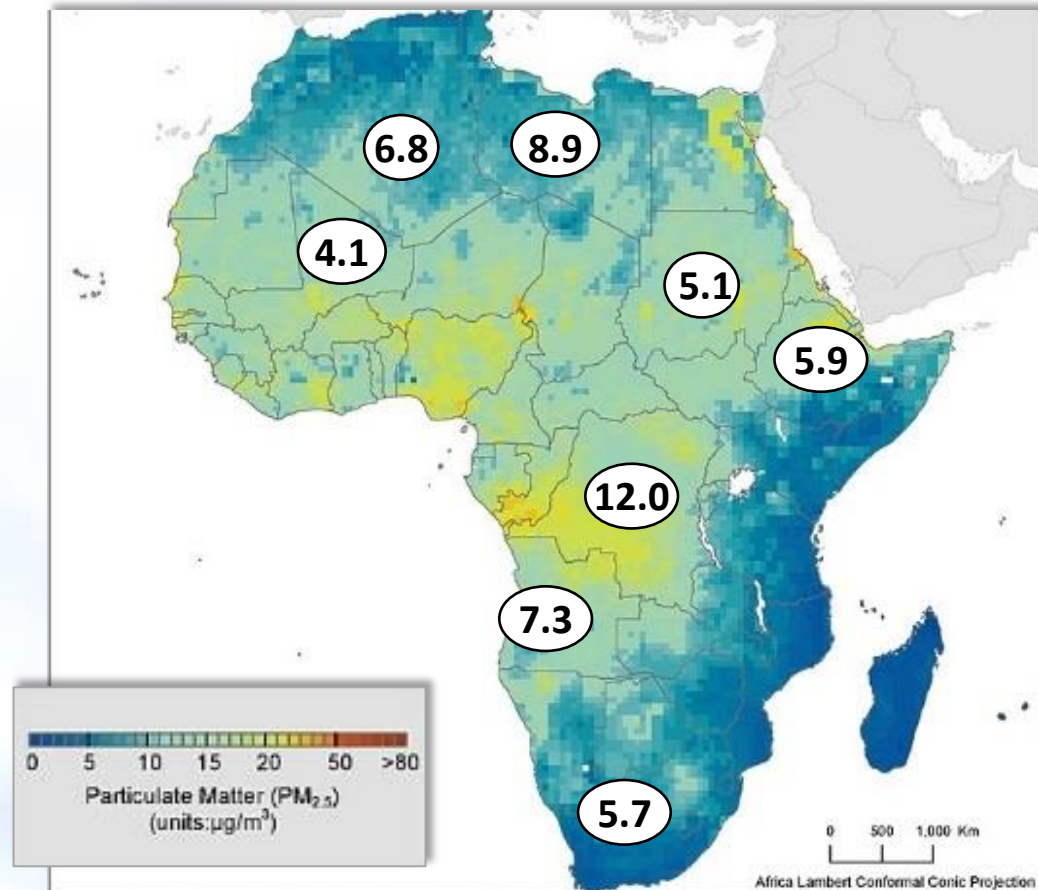 6.8
8.9
4.1
5.1
5.9
12.0
7.3
5.7
0 5 10 15 20 50 >80
Particulate Matter (PM₂.₅)
(units:µg/m³)
0 500 1,000 Km
Africa Lambert Conformal Conic Projection